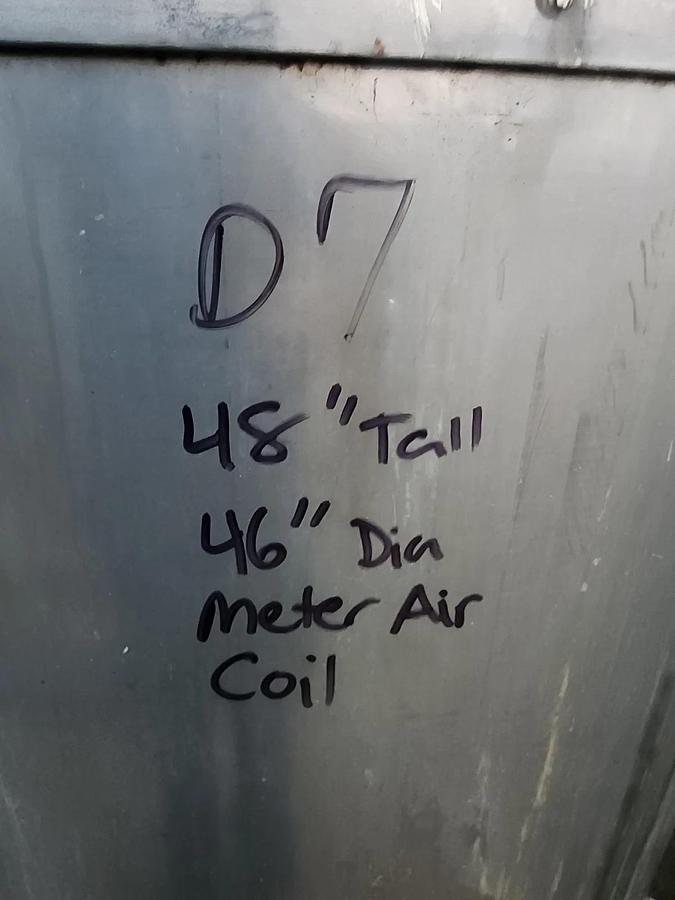 D7
48" Tall
46" Dia
meter Air
Coil